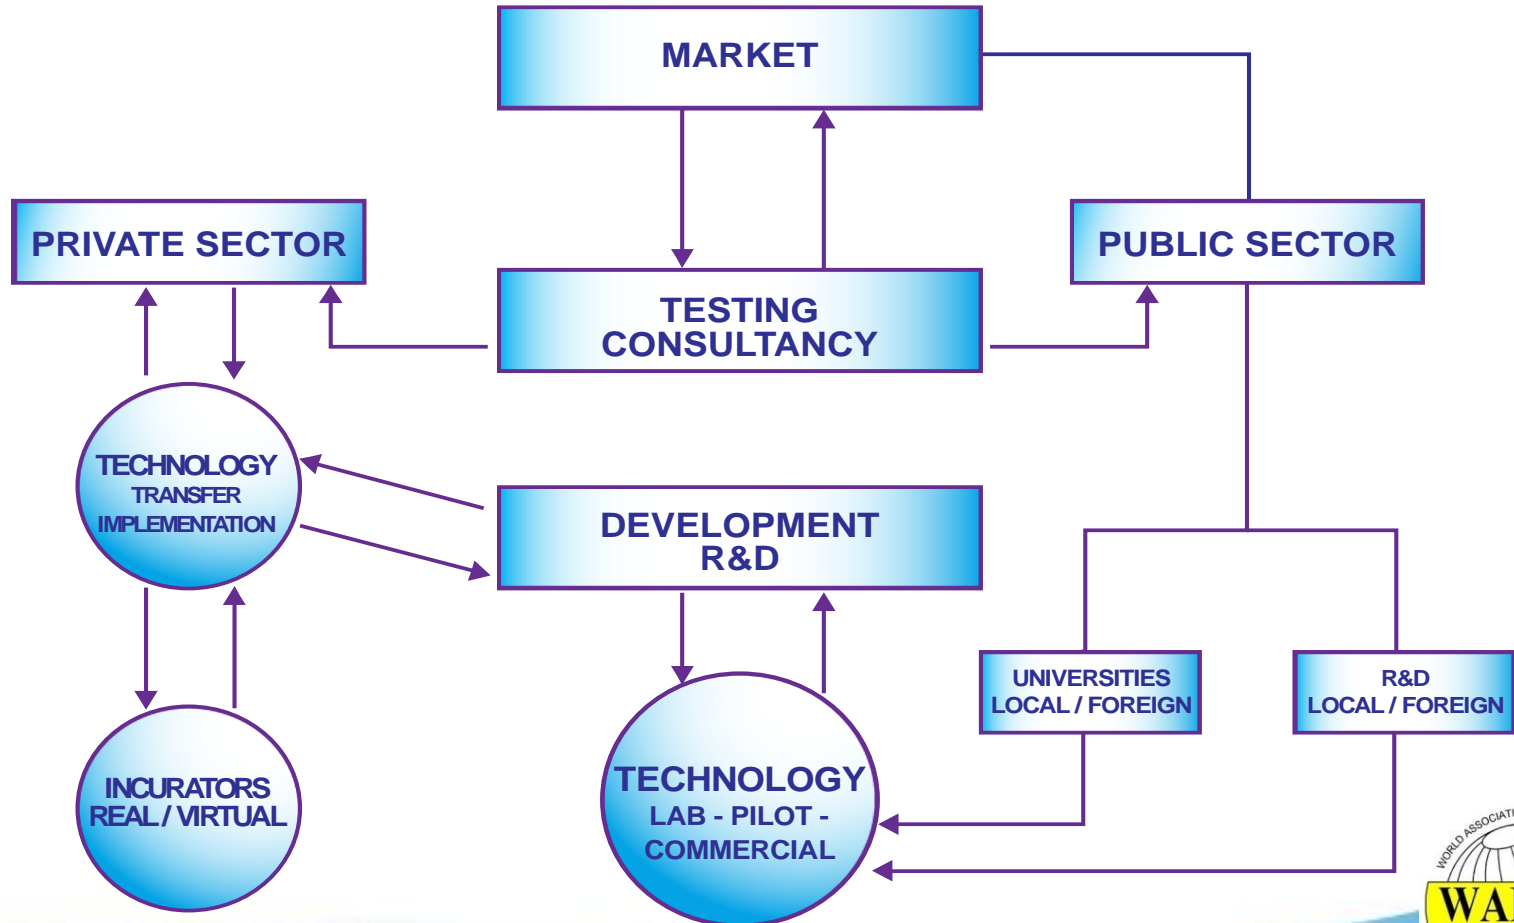 MARKET
PRIVATE SECTOR
PUBLIC SECTOR
TESTING
CONSULTANCY
TECHNOLOGY
TRANSFER
IMPLEMENTATION
DEVELOPMENT
R&D
UNIVERSITIES
LOCAL / FOREIGN
R&D
LOCAL / FOREIGN
INCURATORS
REAL / VIRTUAL
TECHNOLOGY
LAB - PILOT -
COMMERCIAL
WORLD